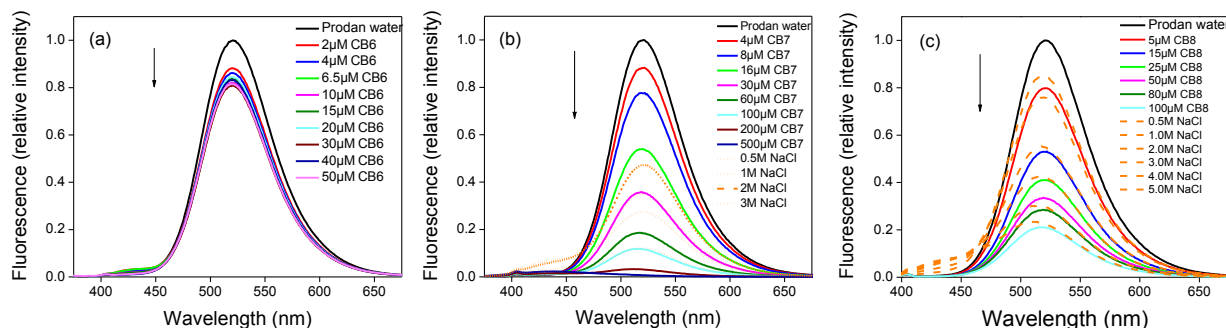 Fluorescence (relative intensity)
1.0
0.8
0.6
0.4
0.2
0.0
(a)
Prodan water
2µM CB6
4µM CB6
6.5µM CB6
10µM CB6
15µM CB6
20µM CB6
30µM CB6
40µM CB6
50µM CB6
400 450 500 550 600 650
Wavelength (nm)
Fluorescence (relative intensity)
1.0
0.8
0.6
0.4
0.2
0.0
(b)
Prodan water
4µM CB7
8µM CB7
16µM CB7
30µM CB7
60µM CB7
100µM CB7
200µM CB7
500µM CB7
0.5M NaCl
1M NaCl
2M NaCl
3M NaCl
400 450 500 550 600 650
Wavelength (nm)
Fluorescence (relative intensity)
1.0
0.8
0.6
0.4
0.2
0.0
(c)
Prodan water
5µM CB8
15µM CB8
25µM CB8
50µM CB8
80µM CB8
100µM CB8
0.5M NaCl
1.0M NaCl
2.0M NaCl
3.0M NaCl
4.0M NaCl
5.0M NaCl
400 450 500 550 600 650
Wavelength (nm)